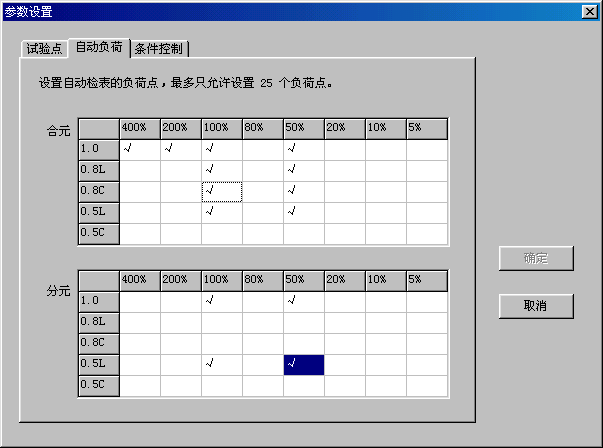 参数设置
试验点 自动负荷 条件控制
设置自动检表的负荷点，最多只允许设置 25 个负荷点。
合元
400% 200% 100% 80% 50% 20% 10% 5%
1.0 √ √ √ √
0.8L √ √
0.8C √ √
0.5L √ √
0.5C
确定
分元
400% 200% 100% 80% 50% 20% 10% 5%
1.0 √ √
取消
0.8L
0.8C
0.5L √ √
0.5C